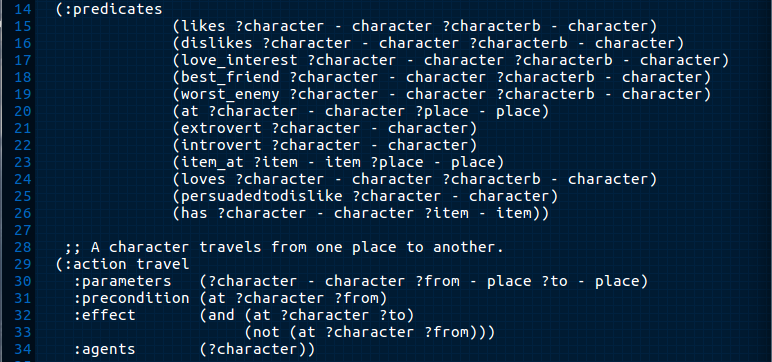 14   (:predicates
15                (likes ?character - character ?characterb - character)
16                (dislikes ?character - character ?characterb - character)
17                (love_interest ?character - character ?characterb - character)
18                (best_friend ?character - character ?characterb - character)
19                (worst_enemy ?character - character ?characterb - character)
20                (at ?character - character ?place - place)
21                (extrovert ?character - character)
22                (introvert ?character - character)
23                (item_at ?item - item ?place - place)
24                (loves ?character - character ?characterb - character)
25                (persuadedtodislike ?character - character)
26                (has ?character - character ?item - item))
27
28    ;; A character travels from one place to another.
29   (:action travel
30     :parameters   (?character - character ?from - place ?to - place)
31     :precondition (at ?character ?from)
32     :effect       (and (at ?character ?to)
33                        (not (at ?character ?from)))
34     :agents       (?character))